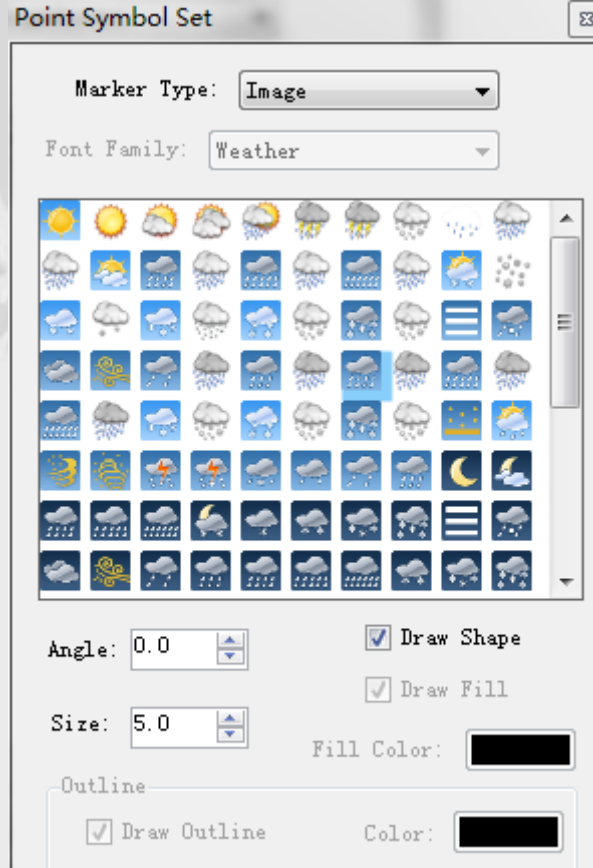 Point Symbol Set
Marker Type: Image
Font Family: Weather
Angle: 0.0
Draw Shape
Draw Fill
Size: 5.0
Fill Color:
Outline
Draw Outline
Color: